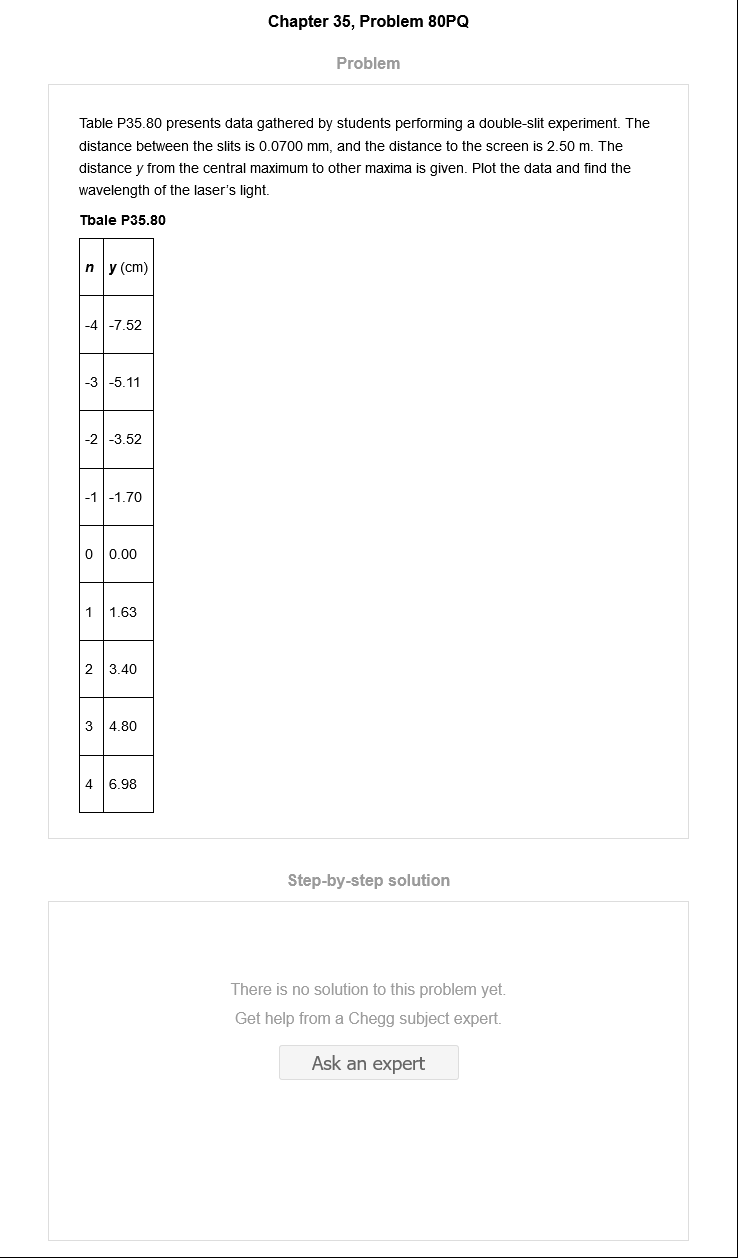 Chapter 35, Problem 80PQ
Problem
Table P35.80 presents data gathered by students performing a double-slit experiment. The
distance between the slits is 0.0700 mm, and the distance to the screen is 2.50 m. The
distance y from the central maximum to other maxima is given. Plot the data and find the
wavelength of the laser’s light.
Tbale P35.80
n y (cm)
-4 -7.52
-3 -5.11
-2 -3.52
-1 -1.70
0 0.00
1 1.63
2 3.40
3 4.80
4 6.98
Step-by-step solution
There is no solution to this problem yet.
Get help from a Chegg subject expert.
Ask an expert